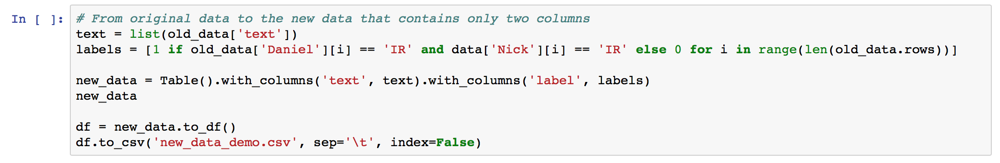 In [ ]: # From original data to the new data that contains only two columns
text = list(old_data['text'])
labels = [1 if old_data['Daniel'][i] == 'IR' and data['Nick'][i] == 'IR' else 0 for i in range(len(old_data.rows))]
new_data = Table().with_columns('text', text).with_columns('label', labels)
new_data
df = new_data.to_df()
df.to_csv('new_data_demo.csv', sep='\t', index=False)